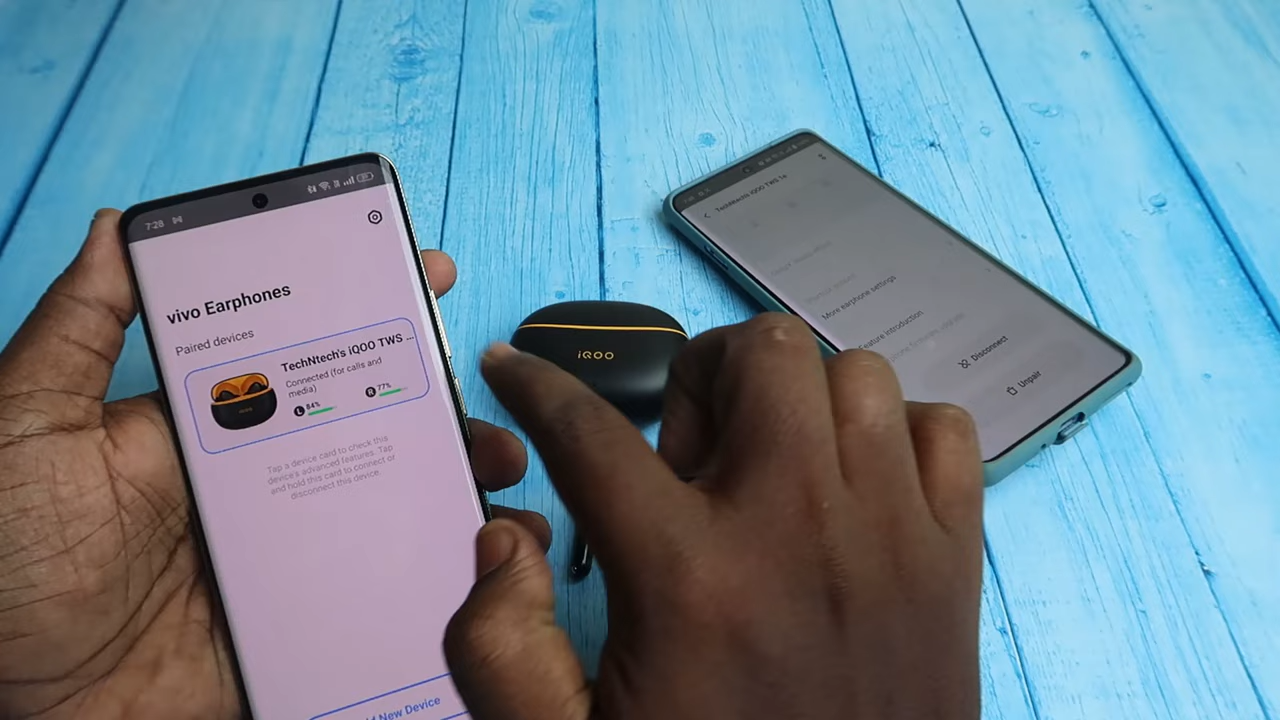 7:28
vivo Earphones
Paired devices
TechNtech's iQOO TWS ...
Connected (for calls and
media)
L 84%
R 77%
Tap a device card to check this
device's advanced features. Tap
and hold this card to connect or
disconnect this device.
New Device
iQOO
TWS 1e
More earphone settings
Feature introduction
Disconnect
Unpair